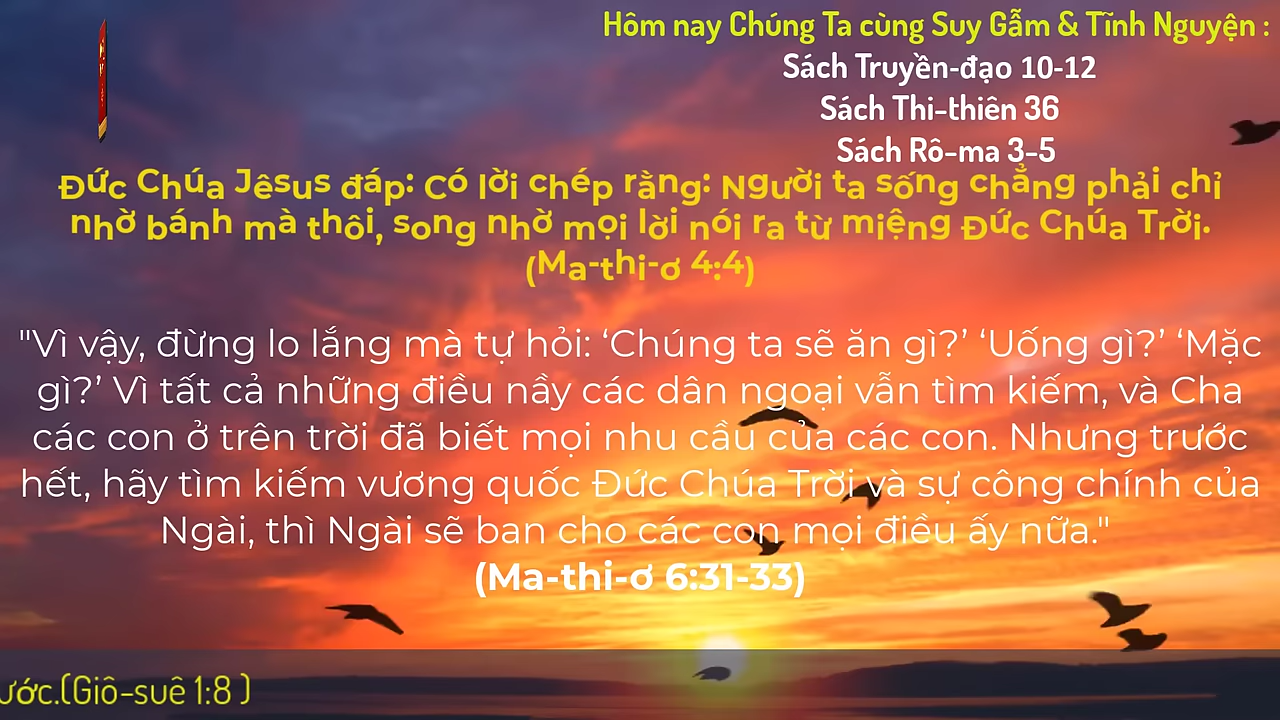 Hôm nay Chúng Ta cùng Suy Gẫm & Tĩnh Nguyện :
Sách Truyền-đạo 10-12
Sách Thi-thiên 36
Sách Rô-ma 3-5
Đức Chúa Jêsus đáp: Có lời chép rằng: Người ta sống chẳng phải chỉ
nhờ bánh mà thôi, song nhờ mọi lời nói ra từ miệng Đức Chúa Trời.
(Ma-thi-ơ 4:4)
"Vì vậy, đừng lo lắng mà tự hỏi: ‘Chúng ta sẽ ăn gì?’ ‘Uống gì?’ ‘Mặc
gì?’ Vì tất cả những điều nầy các dân ngoại vẫn tìm kiếm, và Cha
các con ở trên trời đã biết mọi nhu cầu của các con. Nhưng trước
hết, hãy tìm kiếm vương quốc Đức Chúa Trời và sự công chính của
Ngài, thì Ngài sẽ ban cho các con mọi điều ấy nữa."
(Ma-thi-ơ 6:31-33)
ước.(Giô-suê 1:8 )